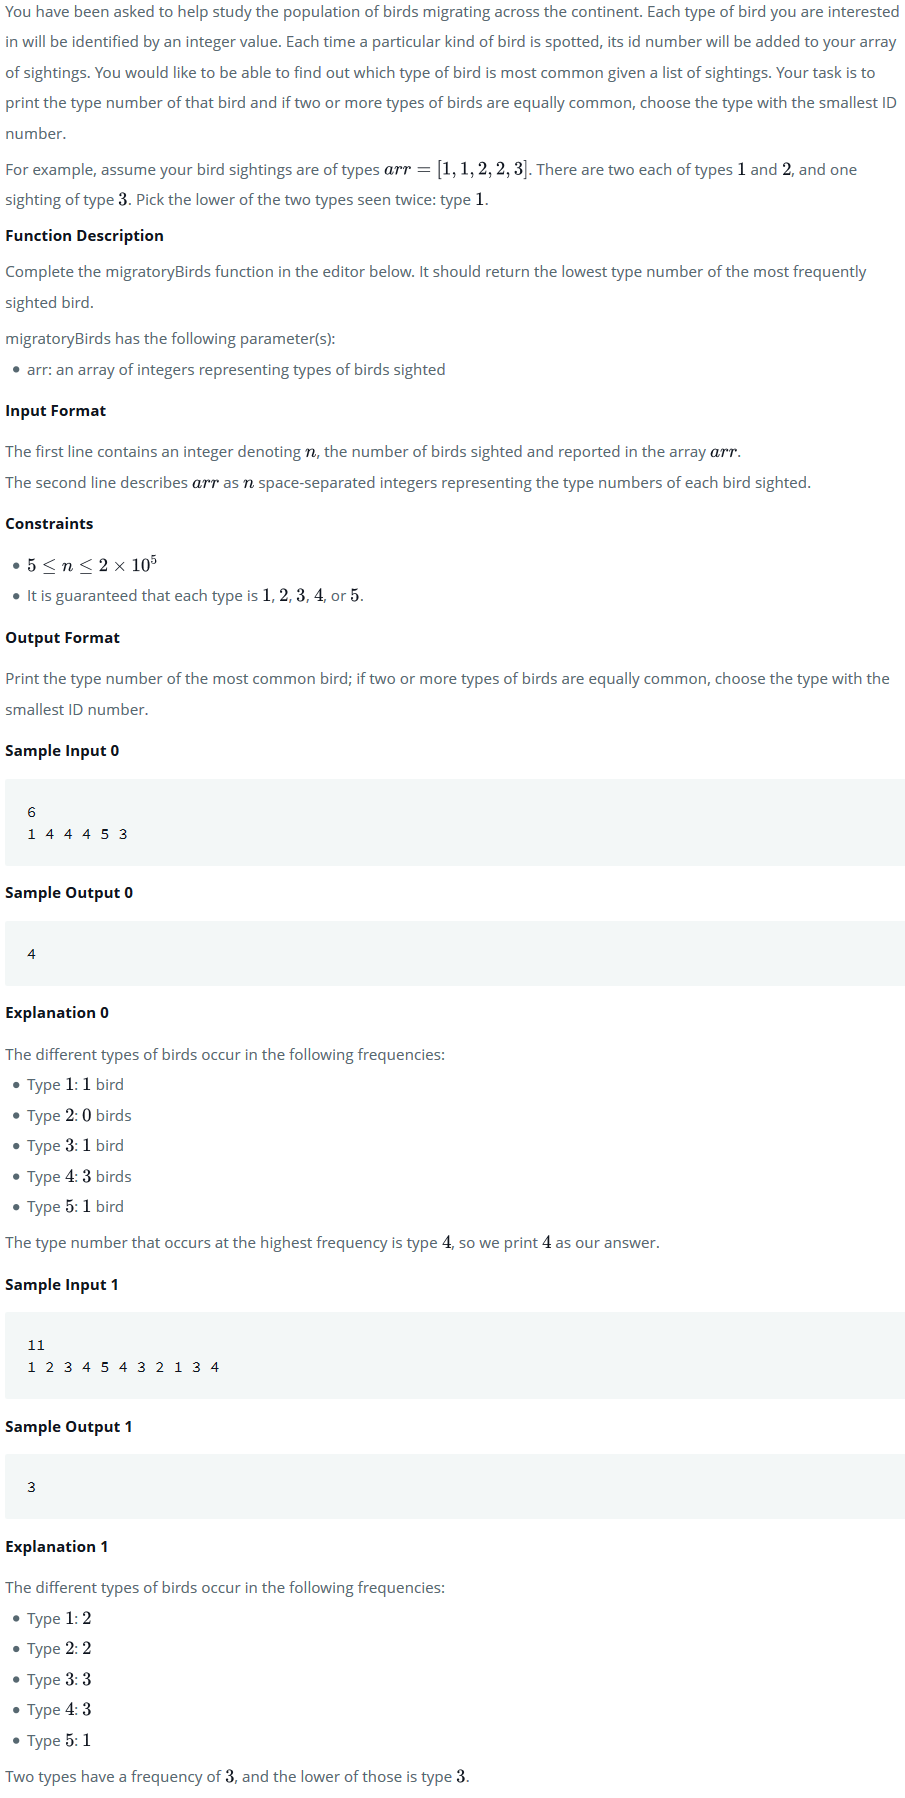 You have been asked to help study the population of birds migrating across the continent. Each type of bird you are interested
in will be identified by an integer value. Each time a particular kind of bird is spotted, its id number will be added to your array
of sightings. You would like to be able to find out which type of bird is most common given a list of sightings. Your task is to
print the type number of that bird and if two or more types of birds are equally common, choose the type with the smallest ID
number.
For example, assume your bird sightings are of types arr = [1, 1, 2, 2, 3]. There are two each of types 1 and 2, and one
sighting of type 3. Pick the lower of the two types seen twice: type 1.
Function Description
Complete the migratoryBirds function in the editor below. It should return the lowest type number of the most frequently
sighted bird.
migratoryBirds has the following parameter(s):
• arr: an array of integers representing types of birds sighted
Input Format
The first line contains an integer denoting n, the number of birds sighted and reported in the array arr.
The second line describes arr as n space-separated integers representing the type numbers of each bird sighted.
Constraints
• 5 ≤ n ≤ 2 × 10⁵
• It is guaranteed that each type is 1, 2, 3, 4, or 5.
Output Format
Print the type number of the most common bird; if two or more types of birds are equally common, choose the type with the
smallest ID number.
Sample Input 0
6
1 4 4 4 5 3
Sample Output 0
4
Explanation 0
The different types of birds occur in the following frequencies:
• Type 1: 1 bird
• Type 2: 0 birds
• Type 3: 1 bird
• Type 4: 3 birds
• Type 5: 1 bird
The type number that occurs at the highest frequency is type 4, so we print 4 as our answer.
Sample Input 1
11
1 2 3 4 5 4 3 2 1 3 4
Sample Output 1
3
Explanation 1
The different types of birds occur in the following frequencies:
• Type 1: 2
• Type 2: 2
• Type 3: 3
• Type 4: 3
• Type 5: 1
Two types have a frequency of 3, and the lower of those is type 3.